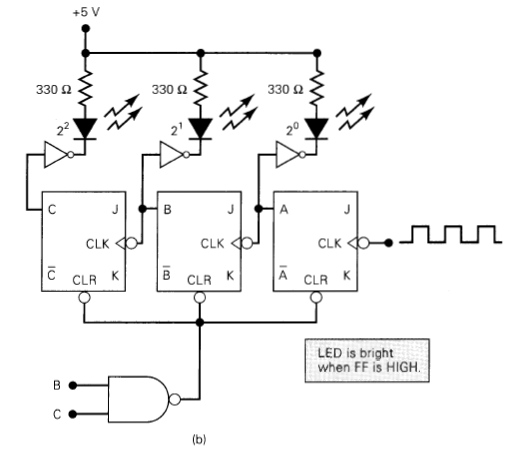 +5 V
330 Ω 330 Ω 330 Ω
2² 2¹ 2⁰
C J B J A J
CLK CLK CLK
C̅ CLR K B̅ CLR K A̅ CLR K
LED is bright
when FF is HIGH.
B
C
(b)